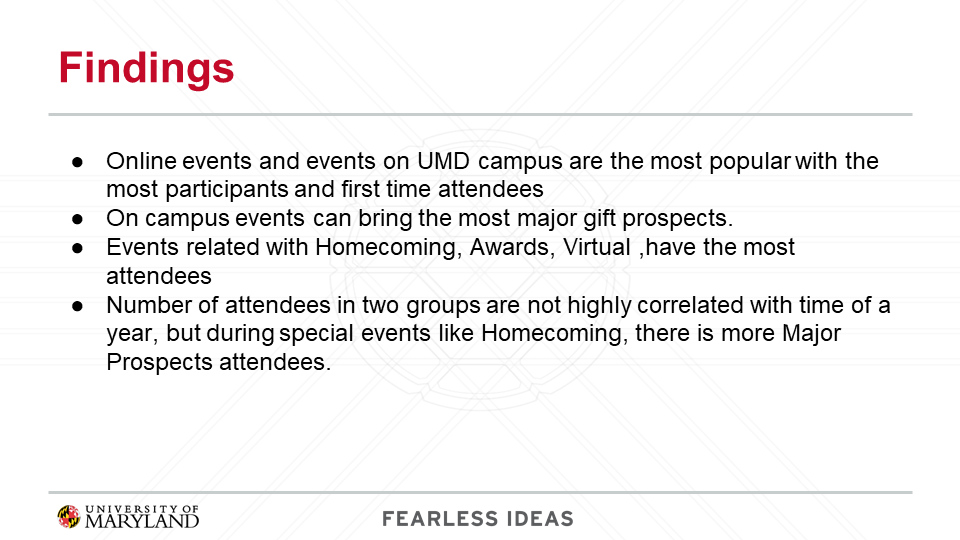 Findings
● Online events and events on UMD campus are the most popular with the
most participants and first time attendees
● On campus events can bring the most major gift prospects.
● Events related with Homecoming, Awards, Virtual ,have the most
attendees
● Number of attendees in two groups are not highly correlated with time of a
year, but during special events like Homecoming, there is more Major
Prospects attendees.
UNIVERSITY OF
MARYLAND
FEARLESS IDEAS